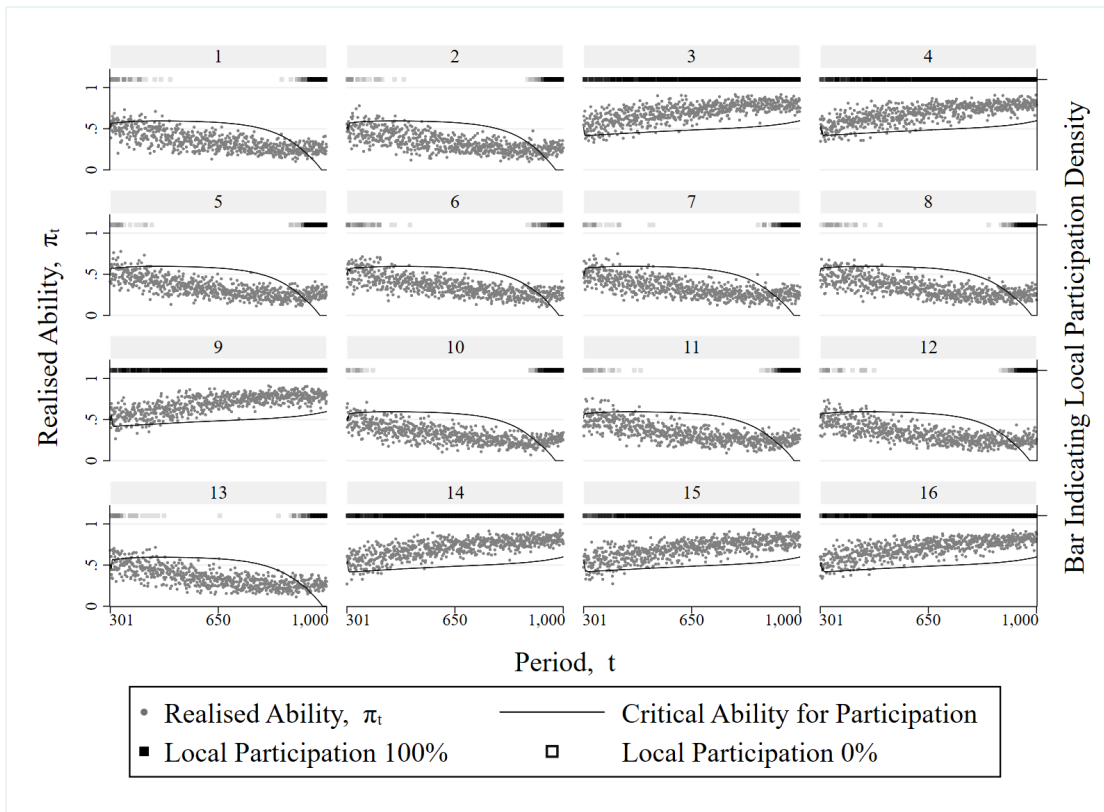 1 2 3 4
1
.5
0
5 6 7 8
1
.5
0
9 10 11 12
1
.5
0
13 14 15 16
1
.5
0
301 650 1,000 301 650 1,000 301 650 1,000 301 650 1,000
Realised Ability, πt
Bar Indicating Local Participation Density
Period, t
Realised Ability, πt Critical Ability for Participation
Local Participation 100% Local Participation 0%